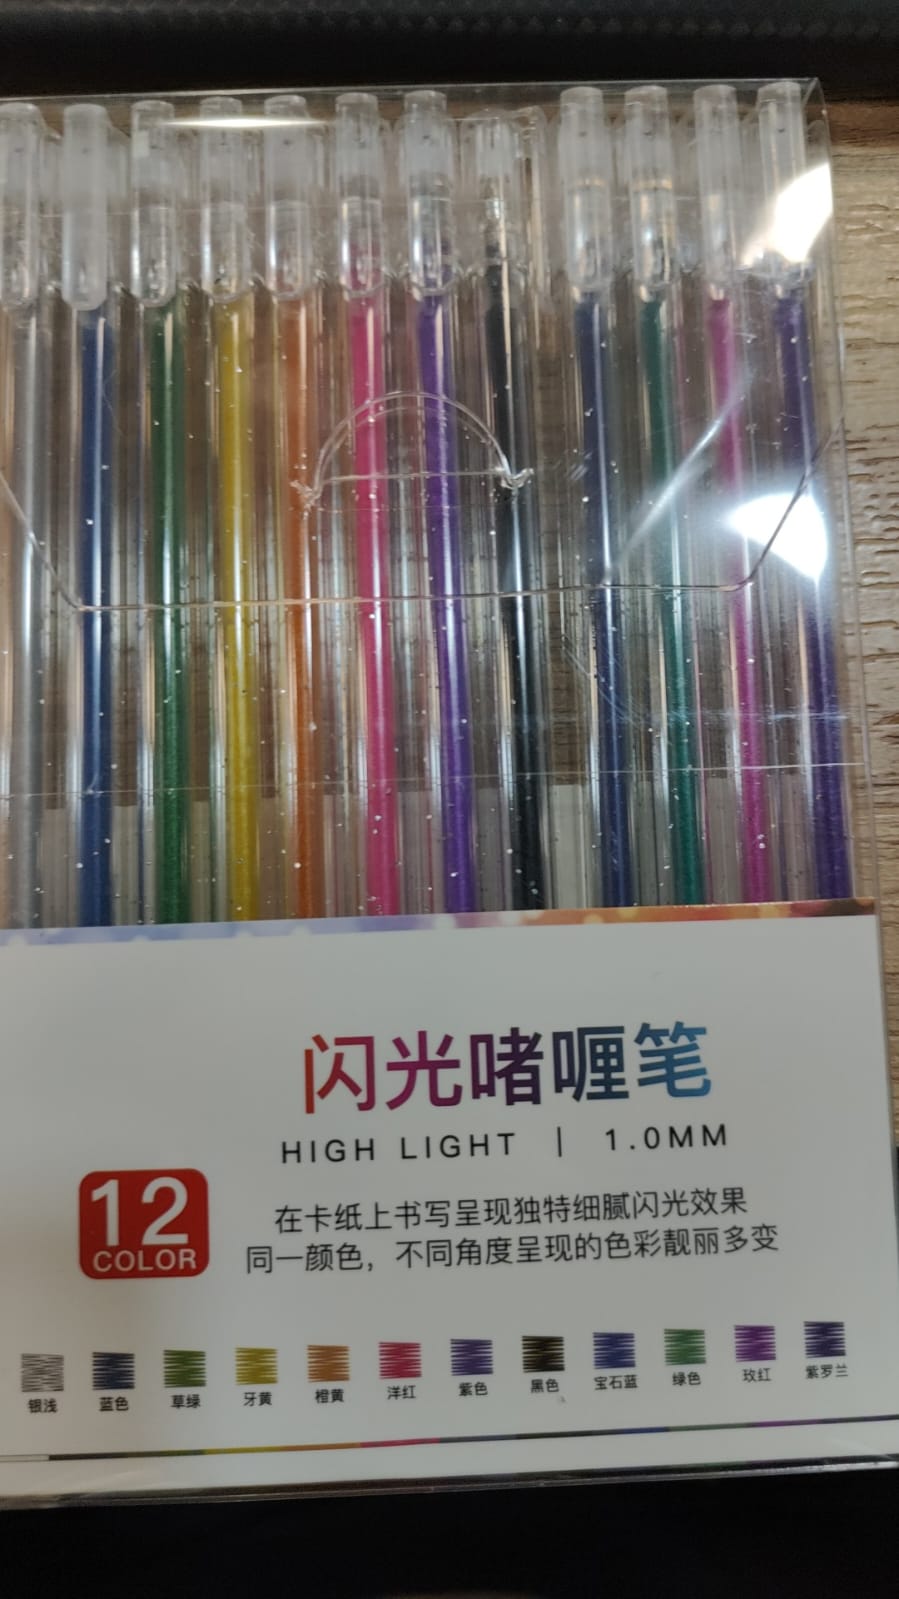 闪光啫喱笔
HIGH LIGHT | 1.0MM
12
COLOR
在卡纸上书写呈现独特细腻闪光效果
同一颜色，不同角度呈现的色彩靓丽多变
银浅 蓝色 草绿 牙黄 橙黄 洋红 紫色 黑色 宝石蓝 绿色 玫红 紫罗兰